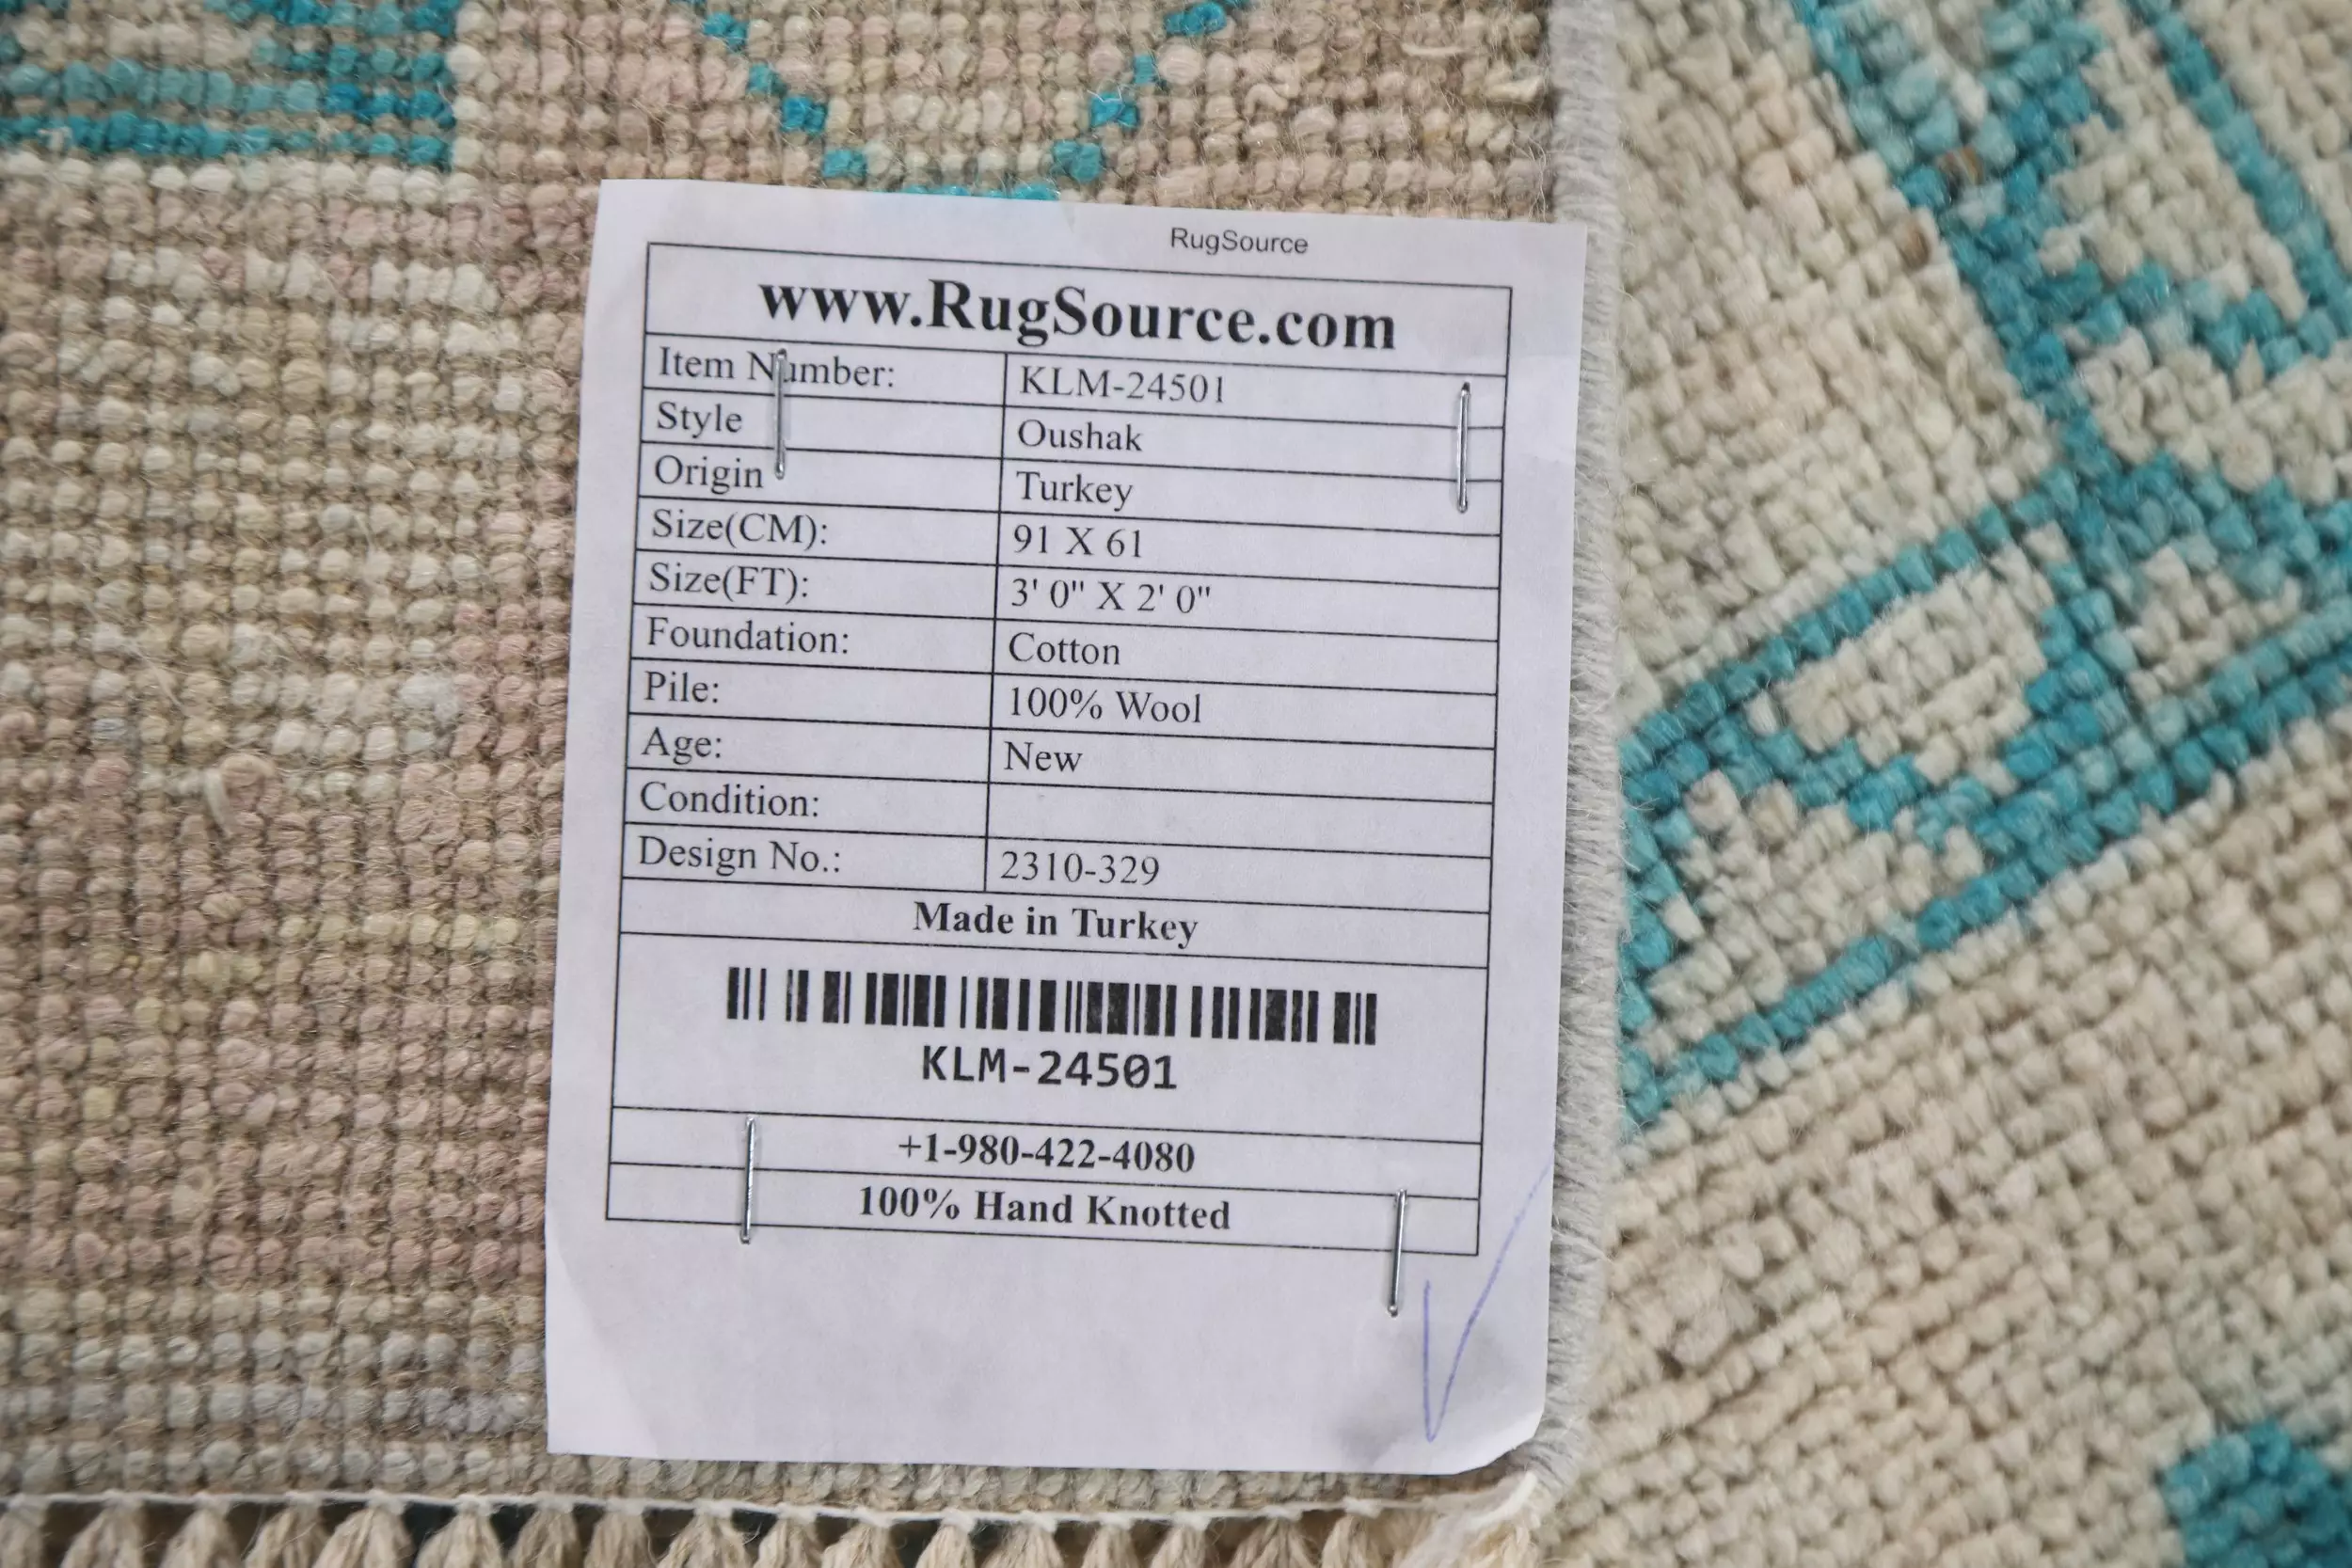 RugSource
www.RugSource.com
Item Number: KLM-24501
Style Oushak
Origin Turkey
Size(CM): 91 X 61
Size(FT): 3' 0" X 2' 0"
Foundation: Cotton
Pile: 100% Wool
Age: New
Condition:
Design No.: 2310-329
Made in Turkey
KLM-24501
+1-980-422-4080
100% Hand Knotted